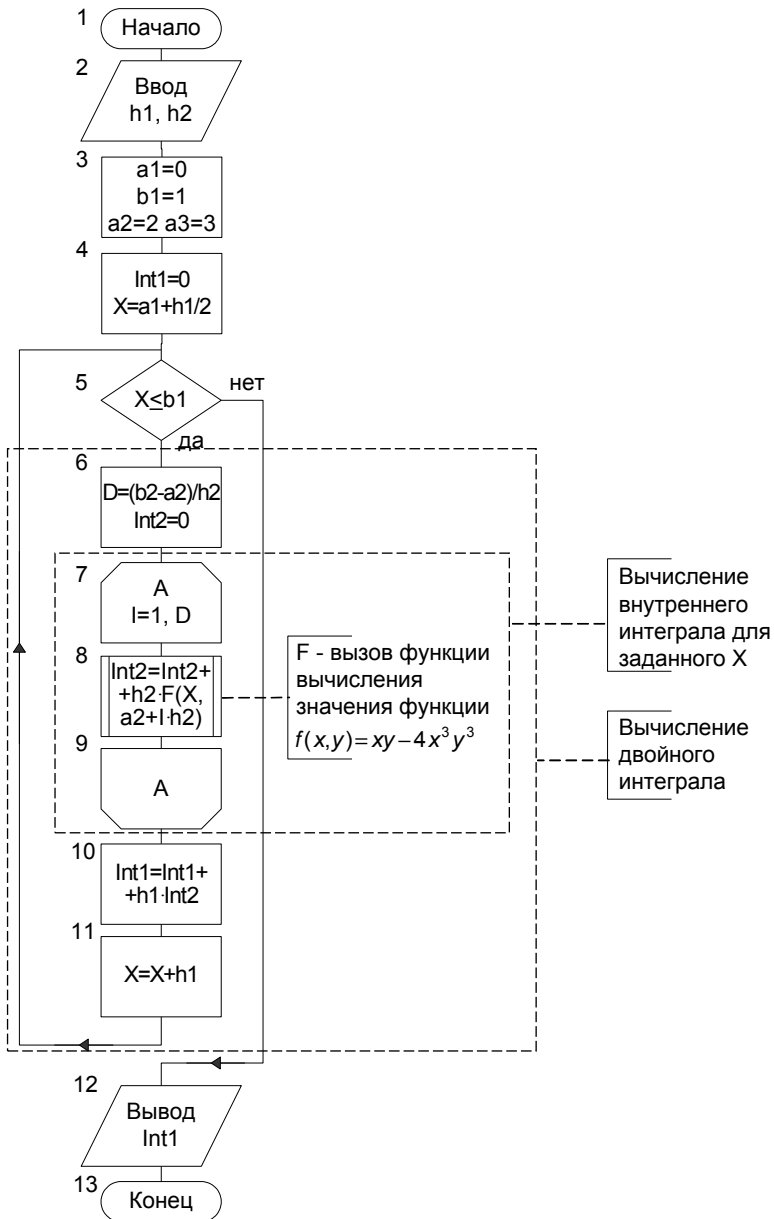 1
Начало
2
Ввод
h1, h2
3
a1=0
b1=1
a2=2 a3=3
4
Int1=0
X=a1+h1/2
5
X≤b1
нет
да
6
D=(b2-a2)/h2
Int2=0
7
A
I=1, D
8
Int2=Int2+
+h2·F(X,
a2+I·h2)
F - вызов функции
вычисления
значения функции
f(x,y)=xy−4x³y³
Вычисление
внутреннего
интеграла для
заданного X
9
A
Вычисление
двойного
интеграла
10
Int1=Int1+
+h1·Int2
11
X=X+h1
12
Вывод
Int1
13
Конец